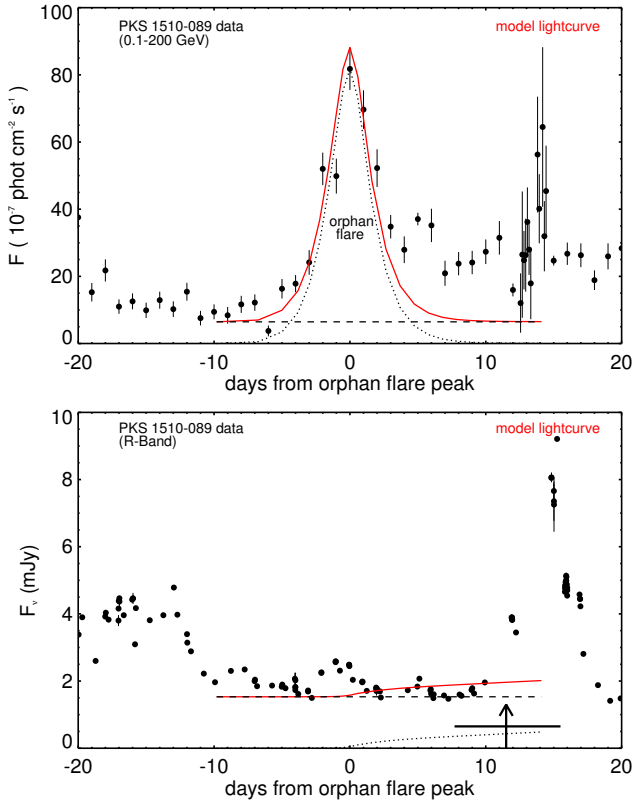 PKS 1510-089 data
(0.1-200 GeV)
model lightcurve
orphan
flare
F ( 10⁻⁷ phot cm⁻² s⁻¹)
100
80
60
40
20
0
-20 -10 0 10 20
days from orphan flare peak
PKS 1510-089 data
(R-Band)
model lightcurve
Fᵥ (mJy)
10
8
6
4
2
0
-20 -10 0 10 20
days from orphan flare peak